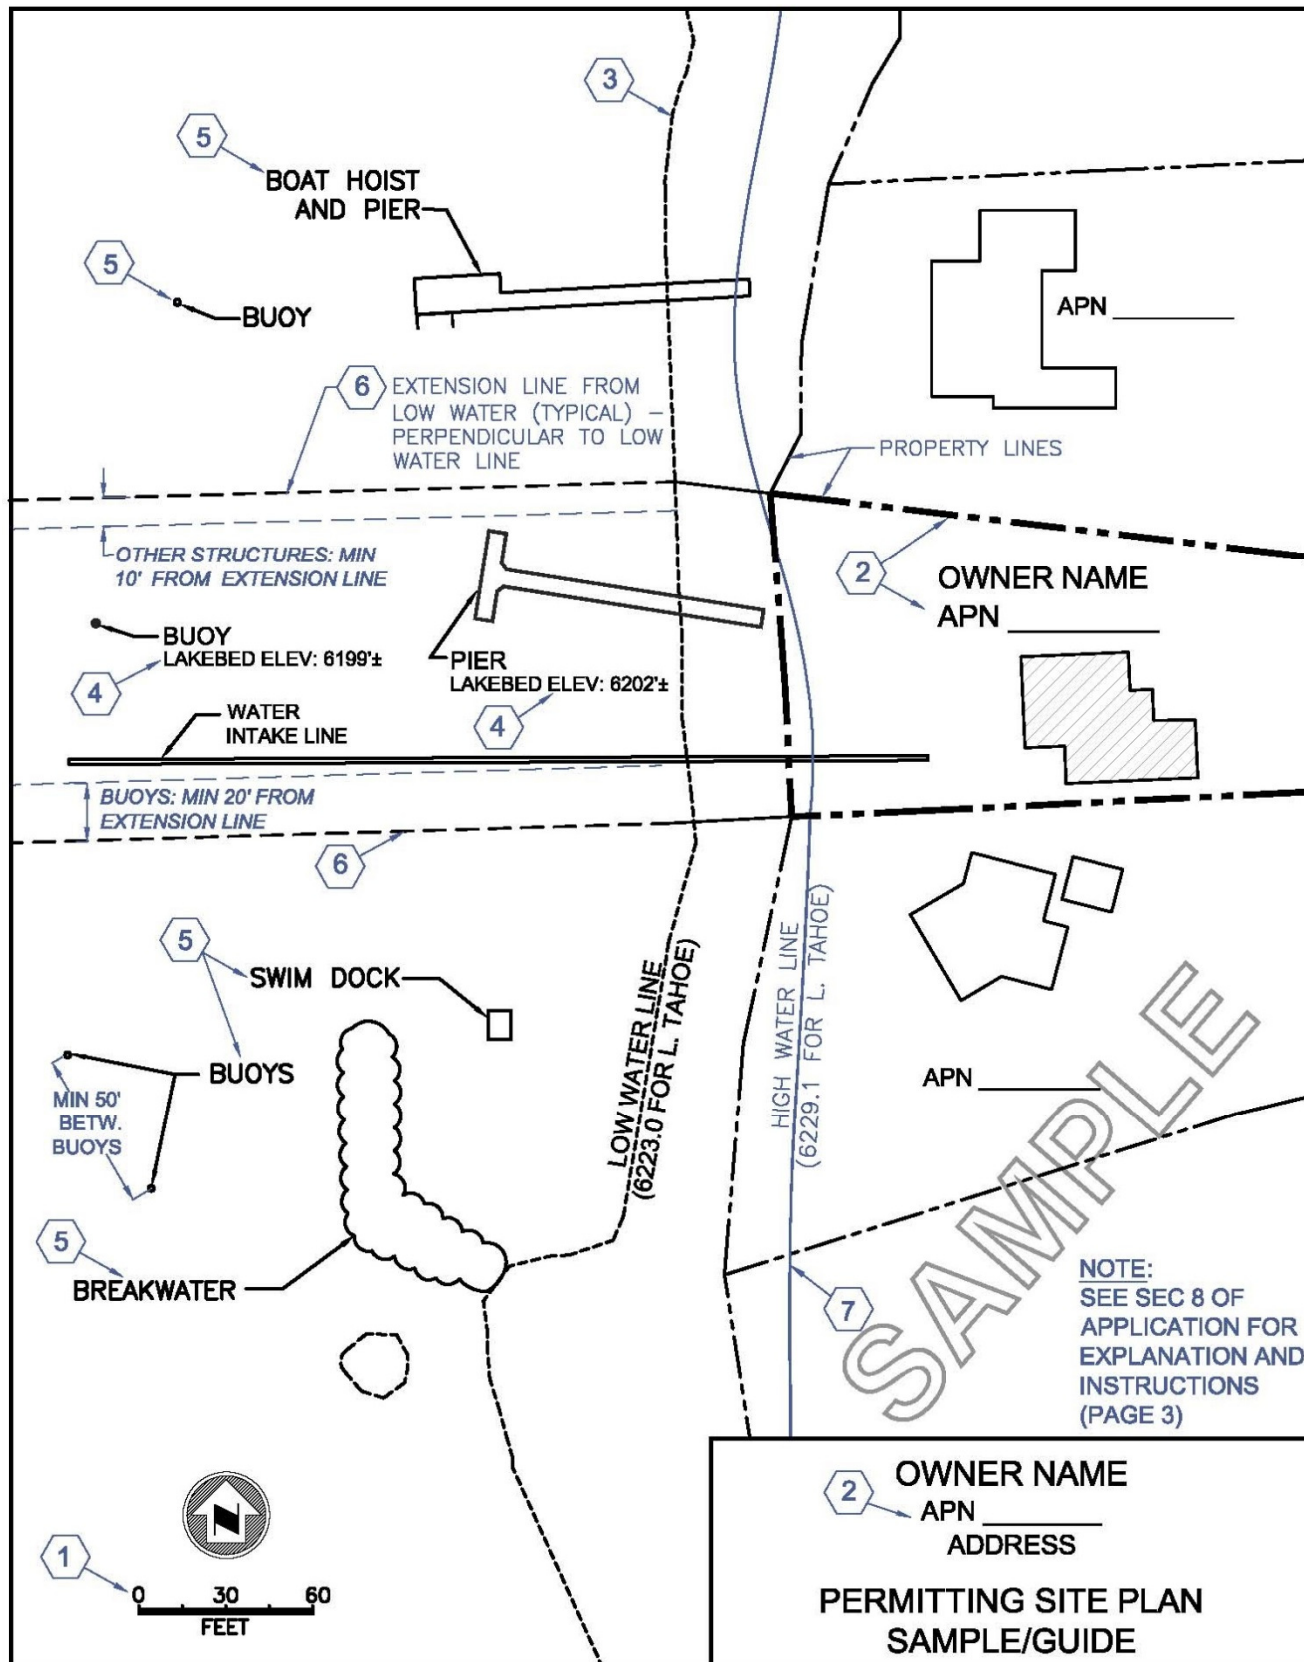 3
5
BOAT HOIST
AND PIER
5
BUOY
APN
6
EXTENSION LINE FROM
LOW WATER (TYPICAL) –
PERPENDICULAR TO LOW
WATER LINE
PROPERTY LINES
OTHER STRUCTURES: MIN
10' FROM EXTENSION LINE
2
OWNER NAME
APN
BUOY
LAKEBED ELEV: 6199'±
4
PIER
LAKEBED ELEV: 6202'±
4
WATER
INTAKE LINE
BUOYS: MIN 20' FROM
EXTENSION LINE
6
5
SWIM DOCK
BUOYS
MIN 50'
BETW.
BUOYS
LOW WATER LINE
(6223.0 FOR L. TAHOE)
HIGH WATER LINE
(6229.1 FOR L. TAHOE)
APN
5
BREAKWATER
7
SAMPLE
NOTE:
SEE SEC 8 OF
APPLICATION FOR
EXPLANATION AND
INSTRUCTIONS
(PAGE 3)
N
1
0 30 60
FEET
2
OWNER NAME
APN
ADDRESS
PERMITTING SITE PLAN
SAMPLE/GUIDE